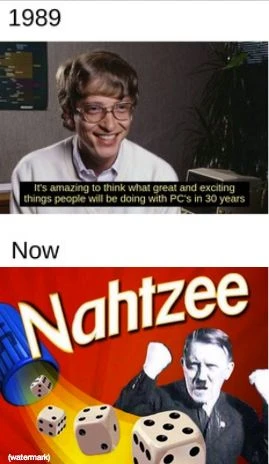 1989
It's amazing to think what great and exciting
things people will be doing with PC's in 30 years
Now
Nahtzee
(watermark)